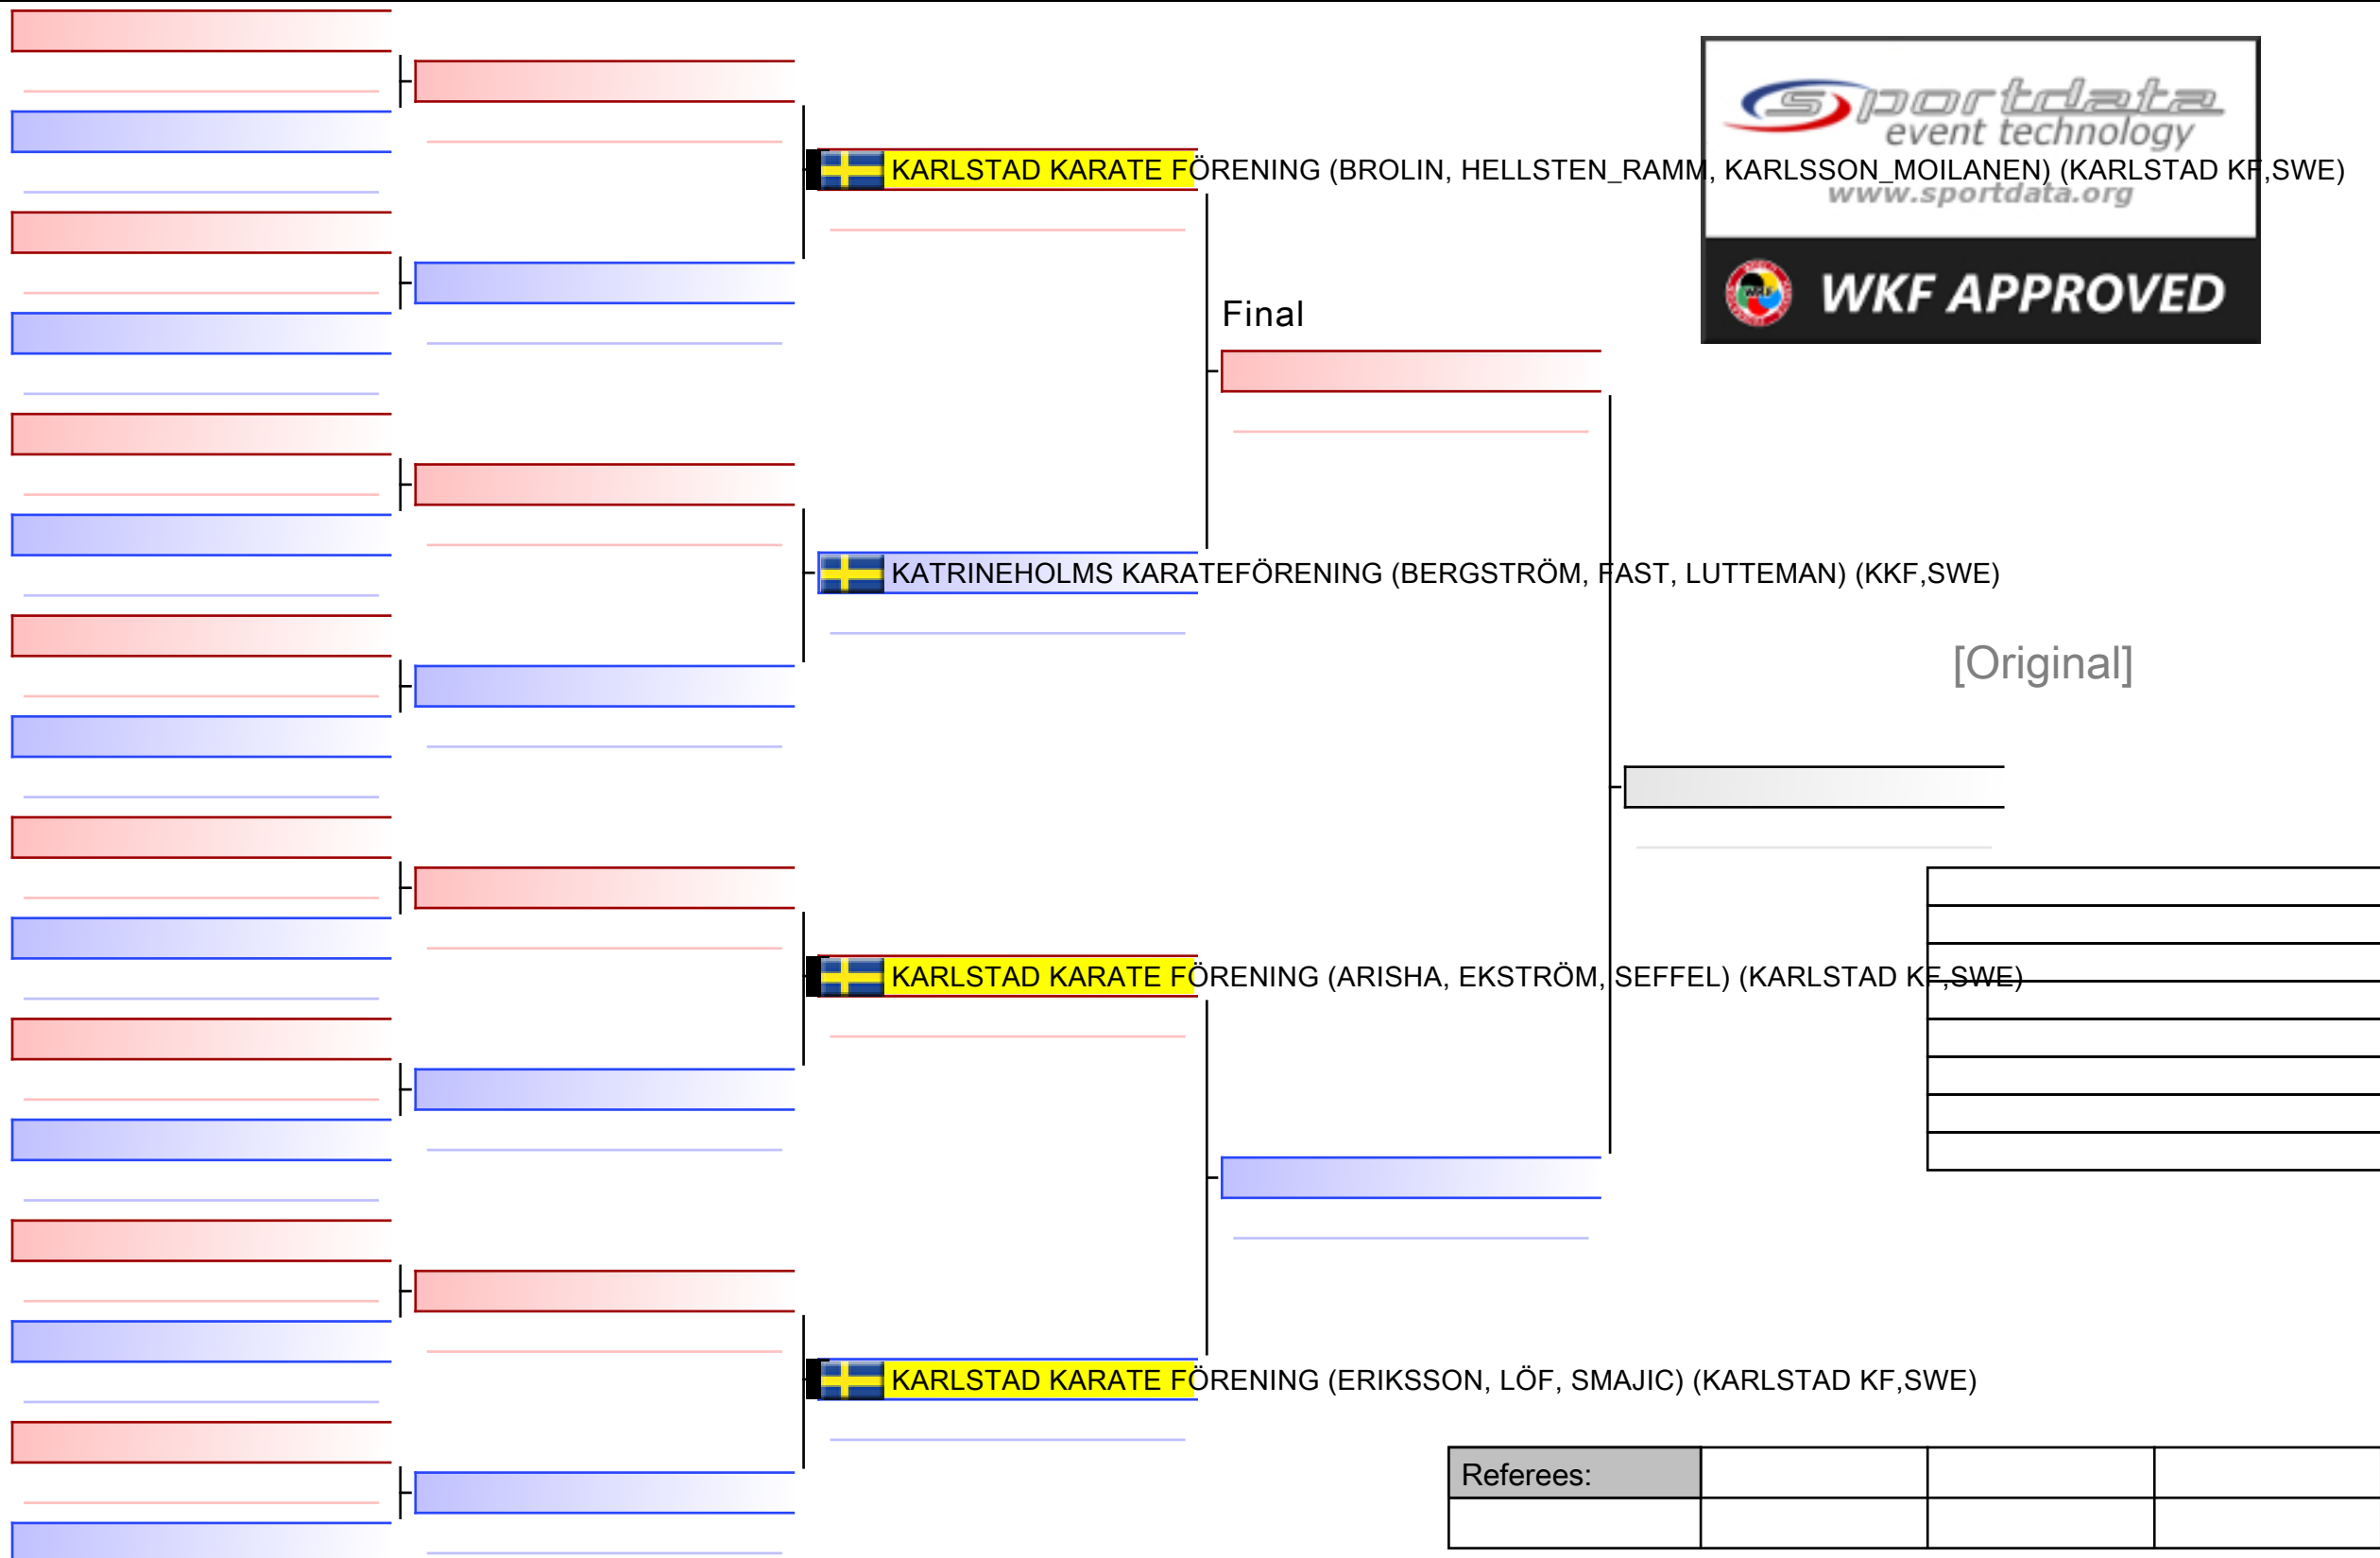 sportdata
event technology
KARLSTAD KARATE FÖRENING (BROLIN, HELLSTEN_RAMM, KARLSSON_MOILANEN) (KARLSTAD KF,SWE)
www.sportdata.org
WKF APPROVED
Final
KATRINEHOLMS KARATEFÖRENING (BERGSTRÖM, FAST, LUTTEMAN) (KKF,SWE)
[Original]
KARLSTAD KARATE FÖRENING (ARISHA, EKSTRÖM, SEFFEL) (KARLSTAD KF,SWE)
KARLSTAD KARATE FÖRENING (ERIKSSON, LÖF, SMAJIC) (KARLSTAD KF,SWE)
Referees: